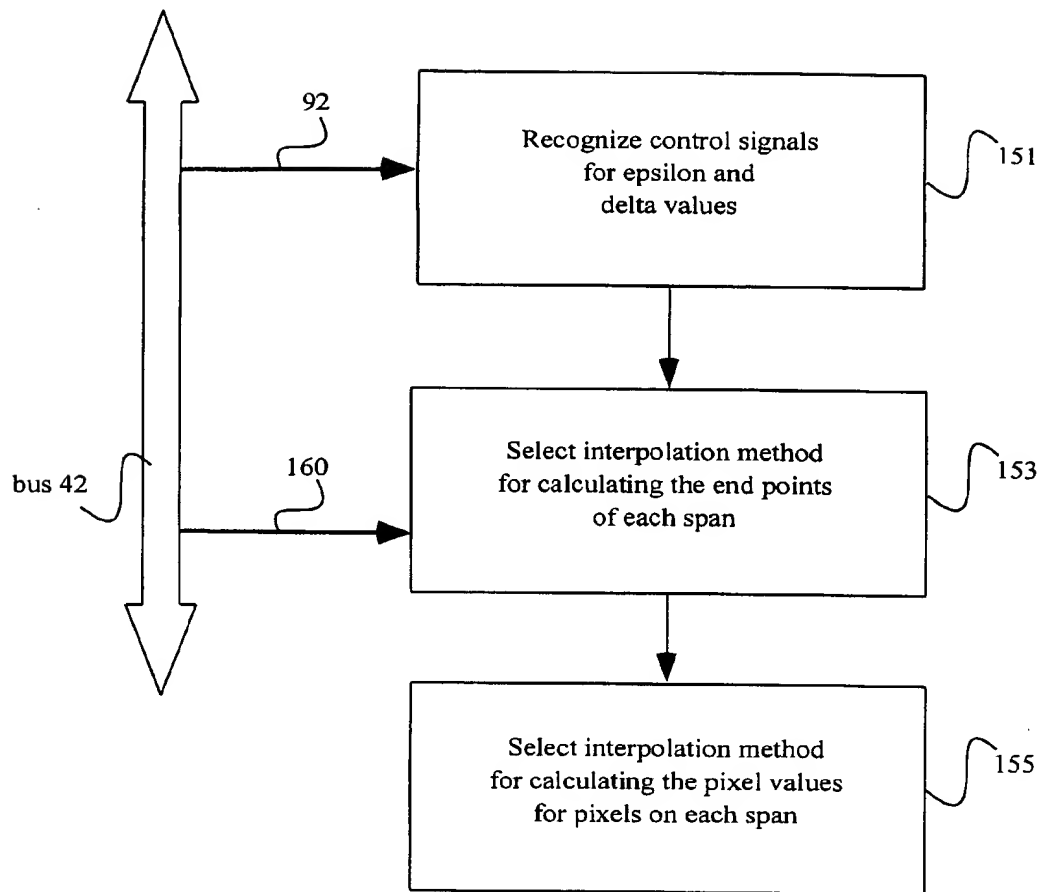 92
Recognize control signals
for epsilon and
delta values
151
bus 42
160
Select interpolation method
for calculating the end points
of each span
153
Select interpolation method
for calculating the pixel values
for pixels on each span
155